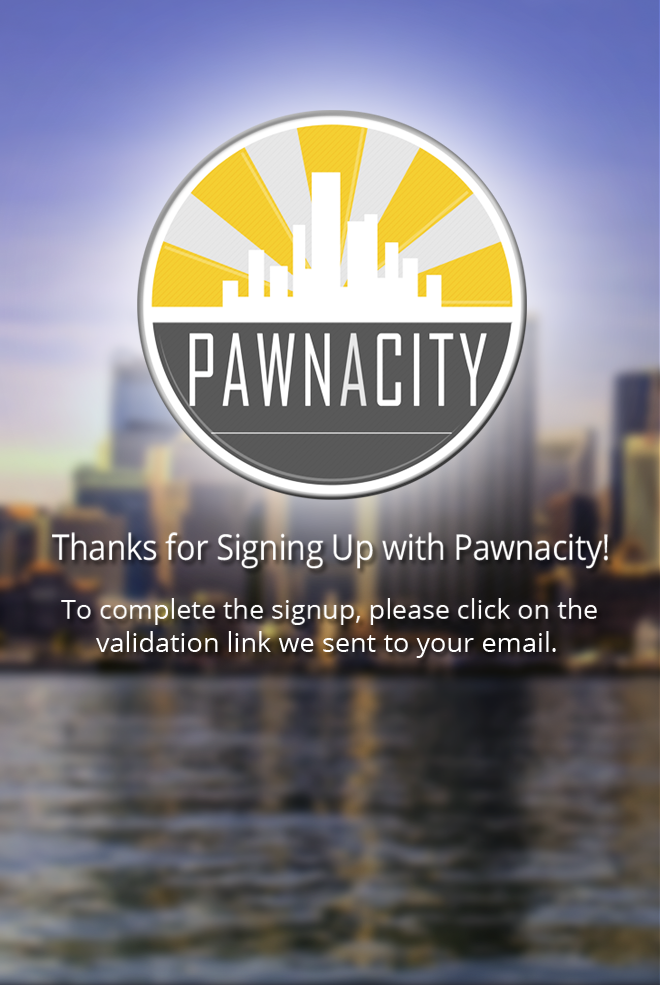 PAWNACITY
Thanks for Signing Up with Pawnacity!
To complete the signup, please click on the
validation link we sent to your email.